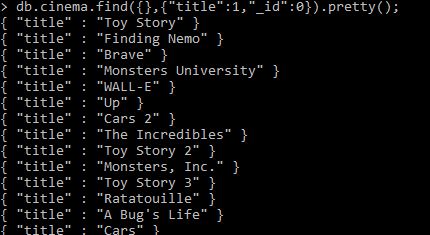 > db.cinema.find({},{"title":1,"_id":0}).pretty();
{ "title" : "Toy Story" }
{ "title" : "Finding Nemo" }
{ "title" : "Brave" }
{ "title" : "Monsters University" }
{ "title" : "WALL-E" }
{ "title" : "Up" }
{ "title" : "Cars 2" }
{ "title" : "The Incredibles" }
{ "title" : "Toy Story 2" }
{ "title" : "Monsters, Inc." }
{ "title" : "Toy Story 3" }
{ "title" : "Ratatouille" }
{ "title" : "A Bug's Life" }
{ "title" : "Cars" }